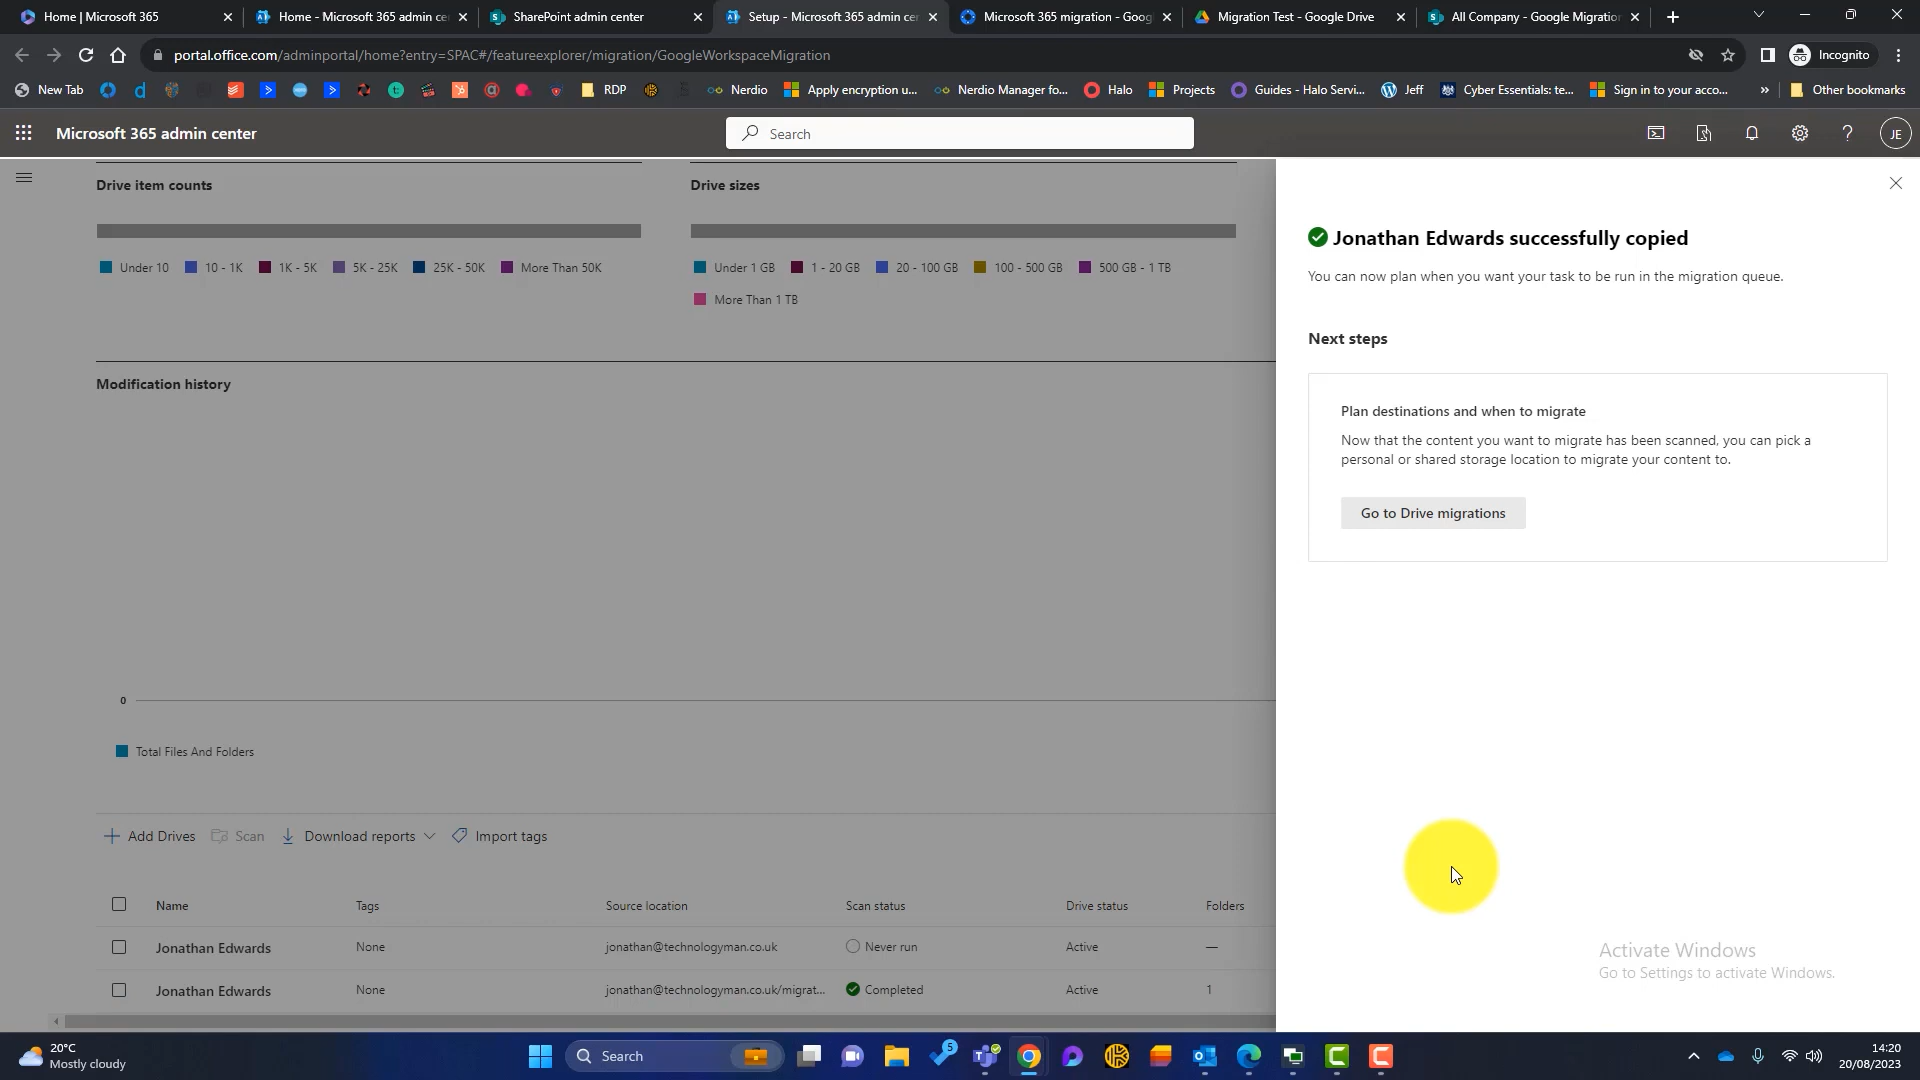 Home | Microsoft 365
Home - Microsoft 365 admin ce
SharePoint admin center
Setup - Microsoft 365 admin cer
Microsoft 365 migration - Goog
Migration Test - Google Drive
All Company - Google Migration
portal.office.com/adminportal/home?entry=SPAC#/featureexplorer/migration/GoogleWorkspaceMigration
Incognito
New Tab
RDP
Nerdio
Apply encryption u...
Nerdio Manager fo...
Halo
Projects
Guides - Halo Servi...
Jeff
Cyber Essentials: te...
Sign in to your acco...
»
Other bookmarks
Microsoft 365 admin center
Search
JE
Drive item counts
Drive sizes
Under 10
10 - 1K
1K - 5K
5K - 25K
25K - 50K
More Than 50K
Under 1 GB
1 - 20 GB
20 - 100 GB
100 - 500 GB
500 GB - 1 TB
More Than 1 TB
Modification history
0
Total Files And Folders
Add Drives
Scan
Download reports
Import tags
Name
Tags
Source location
Scan status
Drive status
Folders
Jonathan Edwards
None
jonathan@technologyman.co.uk
Never run
Active
—
Jonathan Edwards
None
jonathan@technologyman.co.uk/migrat...
Completed
Active
1
Jonathan Edwards successfully copied
You can now plan when you want your task to be run in the migration queue.
Next steps
Plan destinations and when to migrate
Now that the content you want to migrate has been scanned, you can pick a
personal or shared storage location to migrate your content to.
Go to Drive migrations
Activate Windows
Go to Settings to activate Windows.
20°C
Mostly cloudy
Search
5
14:20
20/08/2023